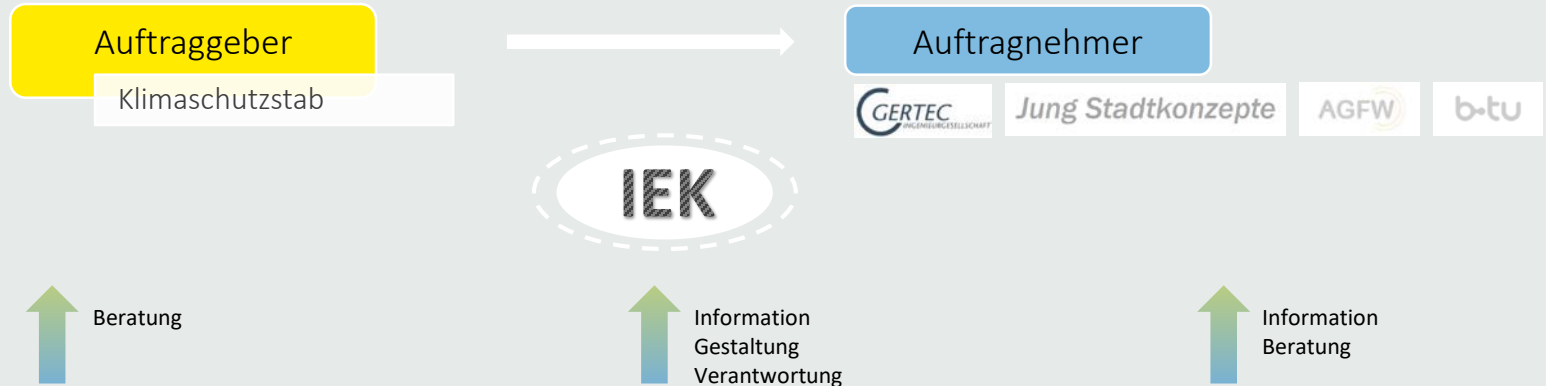 Auftraggeber
Auftragnehmer
Klimaschutzstab
GERTEC
INGENIEURGESELLSCHAFT
Jung Stadtkonzepte
AGFW
b-tu
IEK
Beratung
Information
Gestaltung
Verantwortung
Information
Beratung